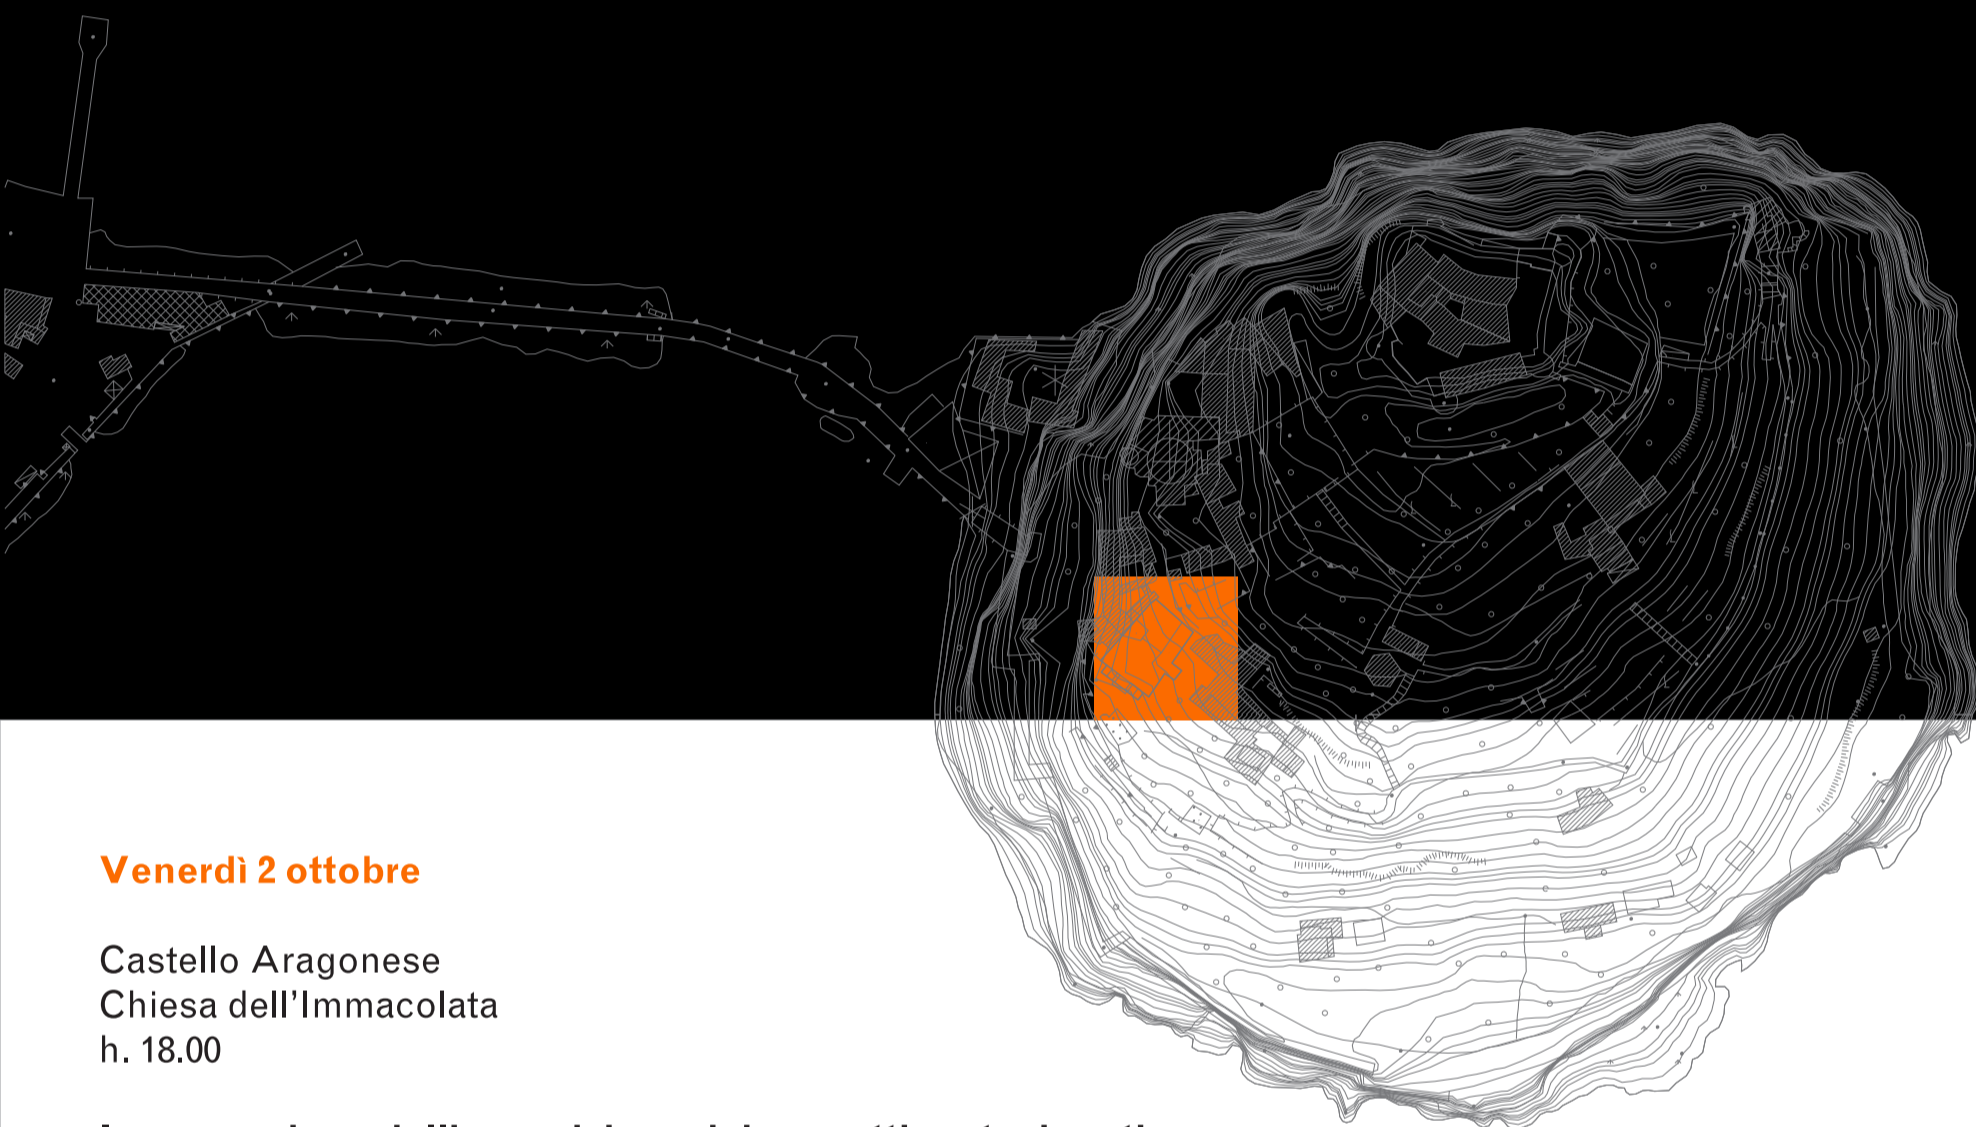 Venerdì 2 ottobre
Castello Aragonese
Chiesa dell’Immacolata
h. 18.00